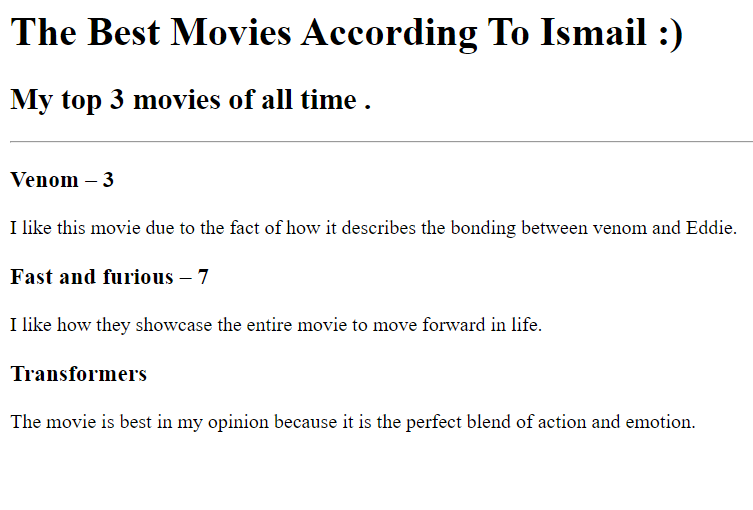 The Best Movies According To Ismail :)
My top 3 movies of all time .
Venom – 3
I like this movie due to the fact of how it describes the bonding between venom and Eddie.
Fast and furious – 7
I like how they showcase the entire movie to move forward in life.
Transformers
The movie is best in my opinion because it is the perfect blend of action and emotion.